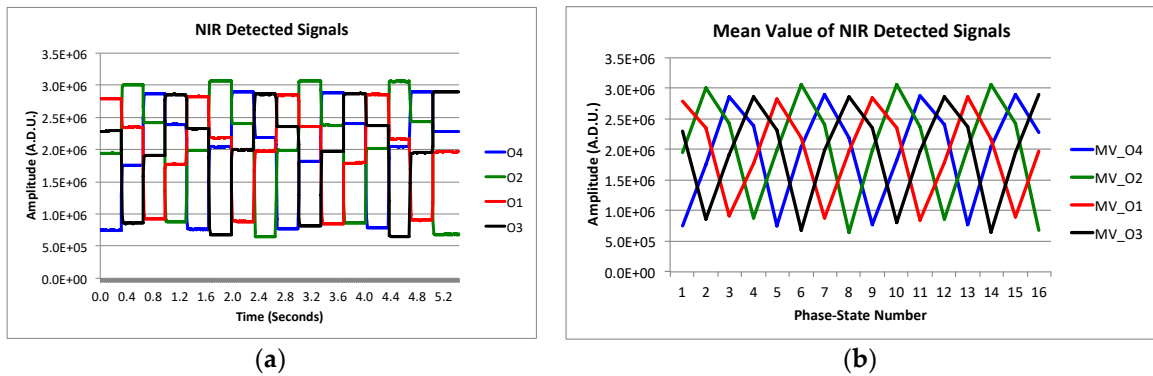 NIR Detected Signals
Amplitude (A.D.U.)
3.5E+06
3.0E+06
2.5E+06
2.0E+06
1.5E+06
1.0E+06
5.0E+05
0.0E+00
0.0 0.4 0.8 1.2 1.6 2.0 2.4 2.8 3.2 3.6 4.0 4.4 4.8 5.2
Time (Seconds)
O4
O2
O1
O3
(a)
Mean Value of NIR Detected Signals
Amplitude (A.D.U.)
3.5E+06
3.0E+06
2.5E+06
2.0E+06
1.5E+06
1.0E+06
5.0E+05
0.0E+00
1 2 3 4 5 6 7 8 9 10 11 12 13 14 15 16
Phase-State Number
MV_O4
MV_O2
MV_O1
MV_O3
(b)